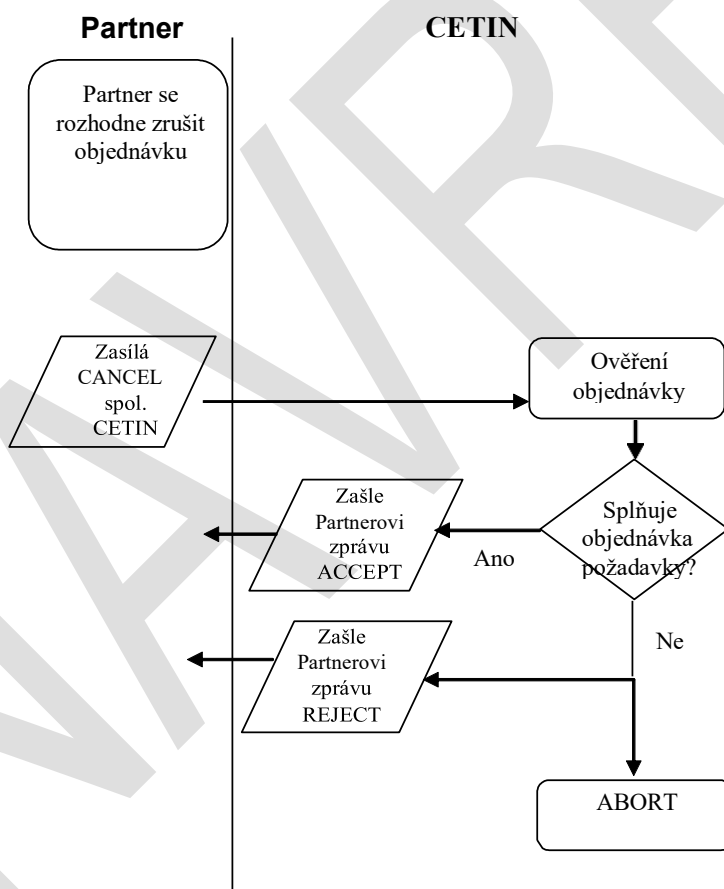 Partner
CETIN
Partner se
rozhodne zrušit
objednávku
Zasílá
CANCEL
spol.
CETIN
Ověření
objednávky
Splňuje
objednávka
požadavky?
Ano
Zašle
Partnerovi
zprávu
ACCEPT
Ne
Zašle
Partnerovi
zprávu
REJECT
ABORT